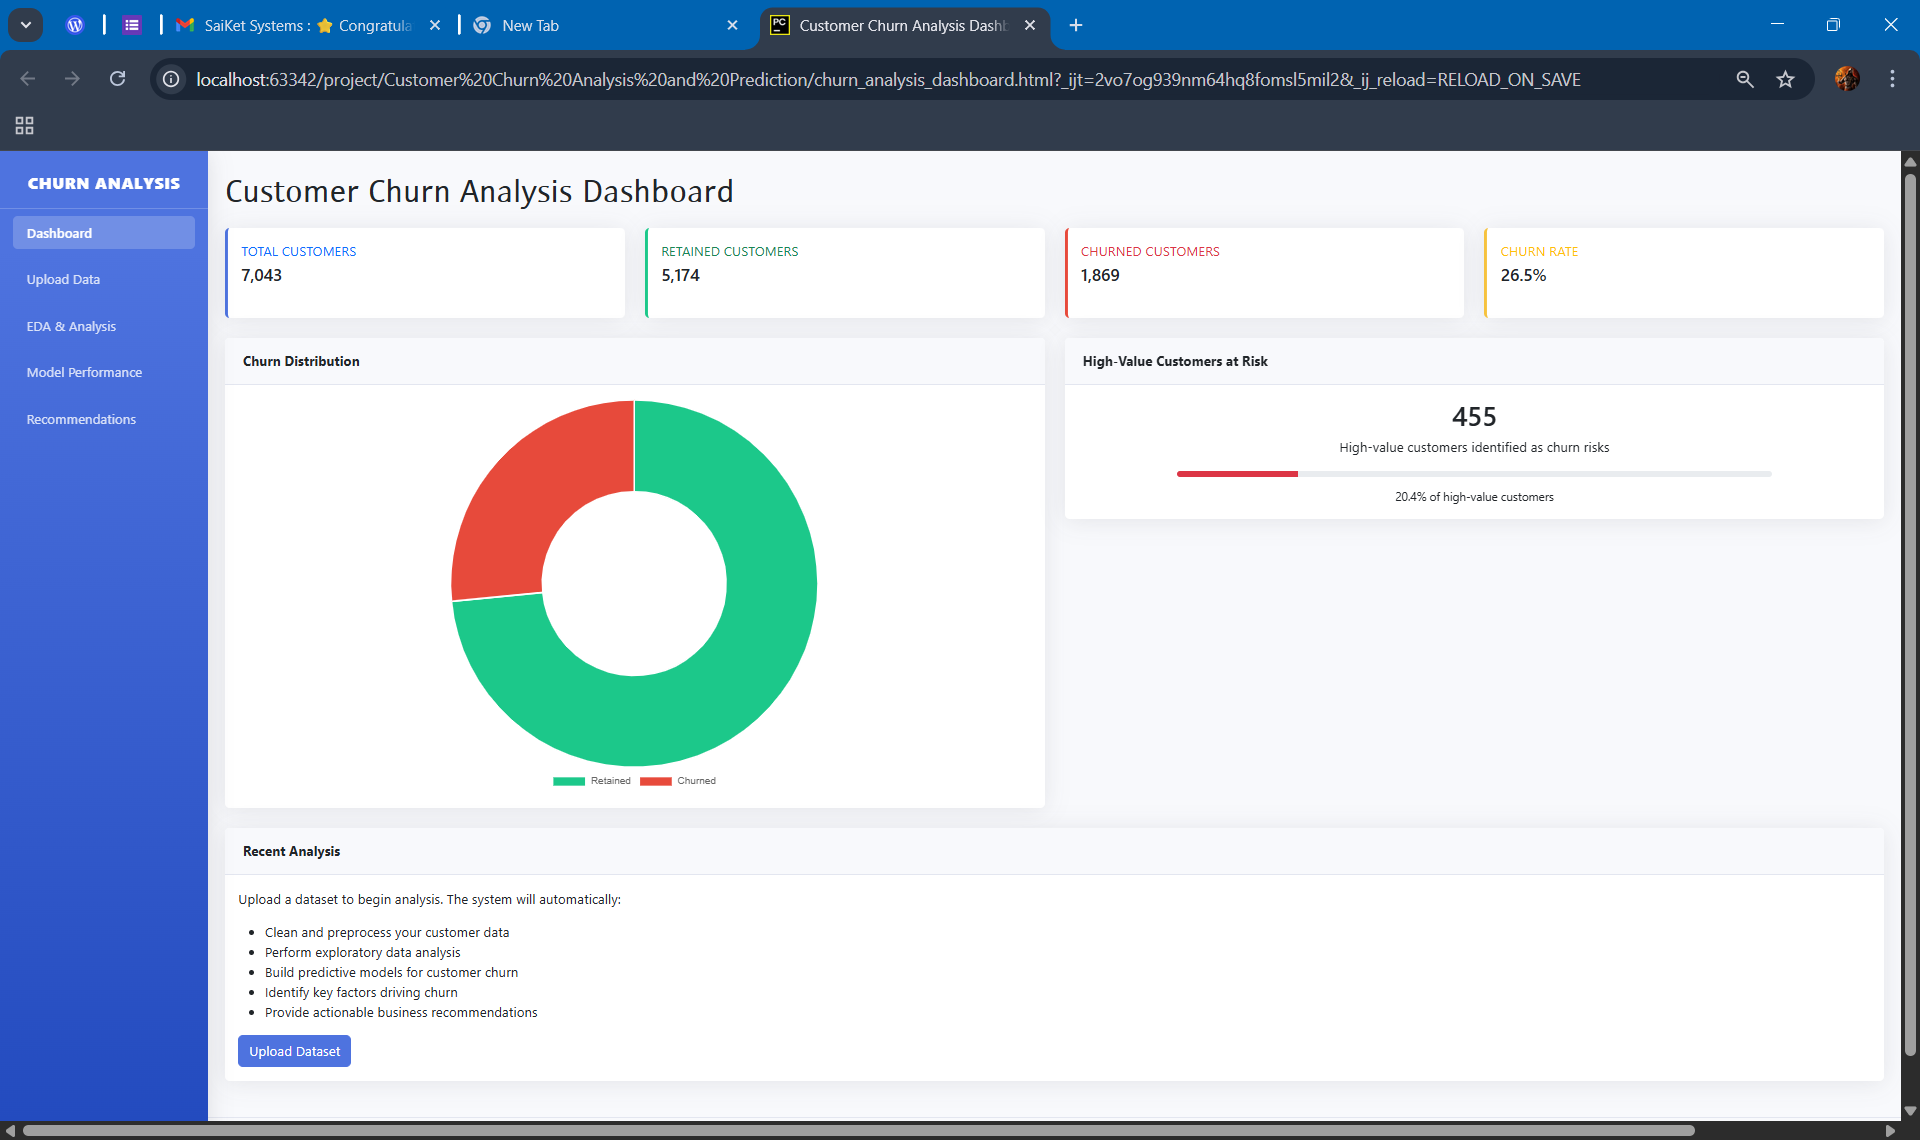 SaiKet Systems : ⭐ Congratula
New Tab
Customer Churn Analysis Dashb
localhost:63342/project/Customer%20Churn%20Analysis%20and%20Prediction/churn_analysis_dashboard.html?_ijt=2vo7og939nm64hq8fomsl5mil2&_ij_reload=RELOAD_ON_SAVE
CHURN ANALYSIS
Dashboard
Upload Data
EDA & Analysis
Model Performance
Recommendations
Customer Churn Analysis Dashboard
TOTAL CUSTOMERS
7,043
RETAINED CUSTOMERS
5,174
CHURNED CUSTOMERS
1,869
CHURN RATE
26.5%
Churn Distribution
Retained
Churned
High-Value Customers at Risk
455
High-value customers identified as churn risks
20.4% of high-value customers
Recent Analysis
Upload a dataset to begin analysis. The system will automatically:
• Clean and preprocess your customer data
• Perform exploratory data analysis
• Build predictive models for customer churn
• Identify key factors driving churn
• Provide actionable business recommendations
Upload Dataset